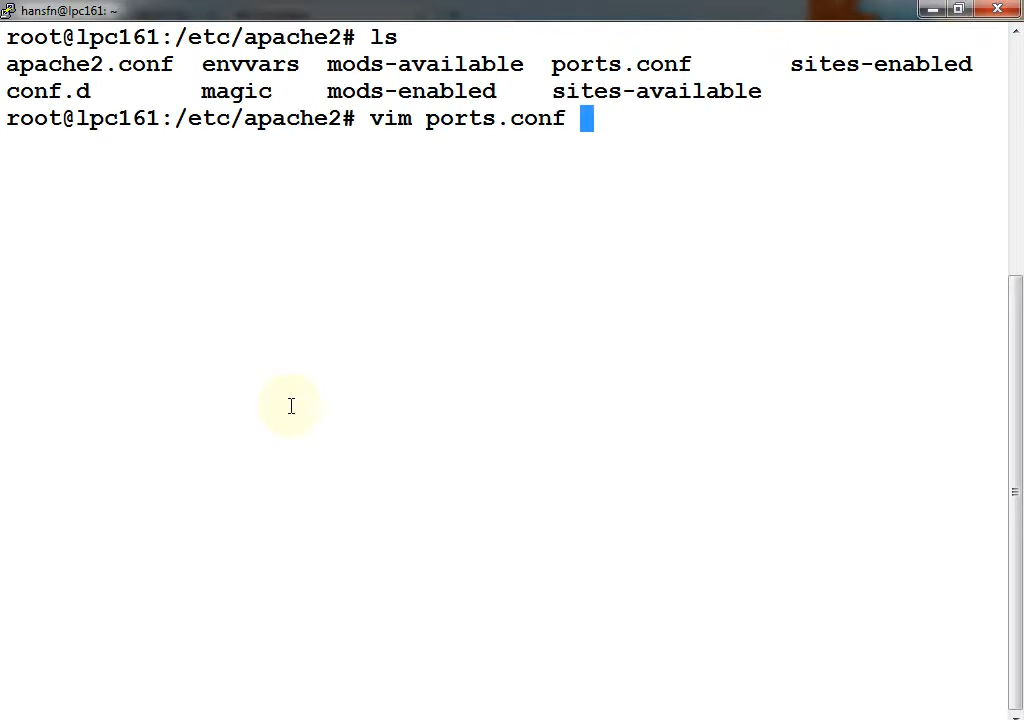 hansfn@lpc161: ~
root@lpc161:/etc/apache2# ls
apache2.conf  envvars  mods-available  ports.conf       sites-enabled
conf.d        magic    mods-enabled    sites-available
root@lpc161:/etc/apache2# vim ports.conf